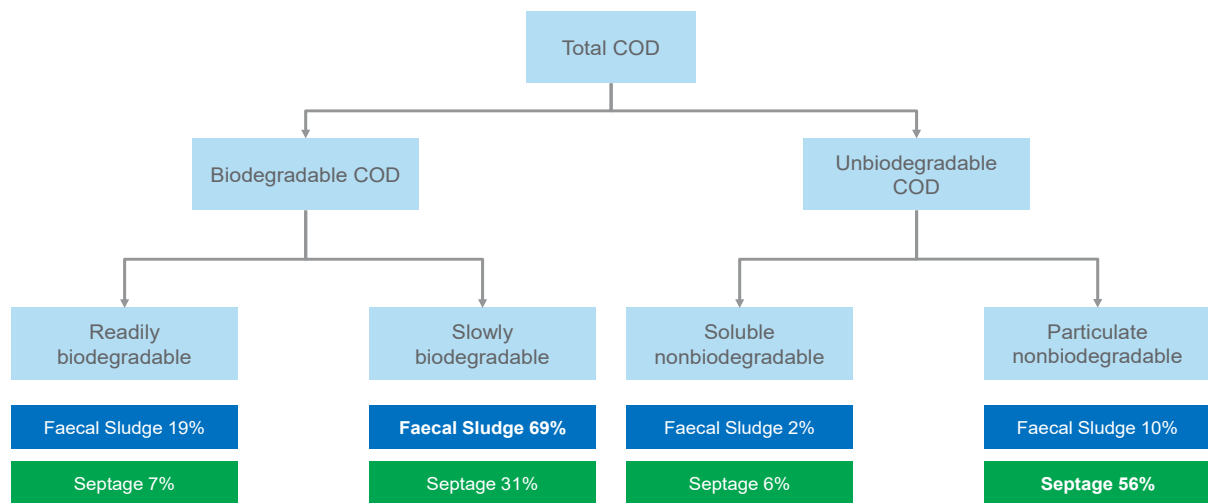 Total COD
Biodegradable COD
Unbiodegradable
COD
Readily
biodegradable
Slowly
biodegradable
Soluble
nonbiodegradable
Particulate
nonbiodegradable
Faecal Sludge 19%
Faecal Sludge 69%
Faecal Sludge 2%
Faecal Sludge 10%
Septage 7%
Septage 31%
Septage 6%
Septage 56%